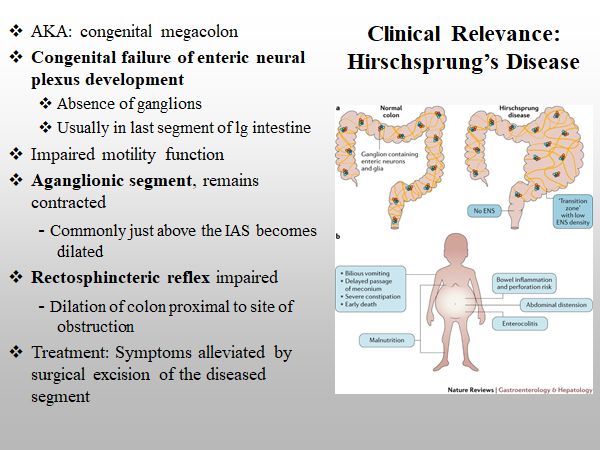 ❖ AKA: congenital megacolon
❖ Congenital failure of enteric neural
plexus development
❖ Absence of ganglions
❖ Usually in last segment of lg intestine
❖ Impaired motility function
❖ Aganglionic segment, remains
contracted
- Commonly just above the IAS becomes
dilated
❖ Rectosphincteric reflex impaired
- Dilation of colon proximal to site of
obstruction
❖ Treatment: Symptoms alleviated by
surgical excision of the diseased
segment
Clinical Relevance:
Hirschsprung's Disease
a
Normal
colon
Hirschsprung
disease
Ganglion containing
enteric neurons
and glia
No ENS
"Transition
zone"
with low
ENS density
b
• Bilious vomiting
• Delayed passage
of meconium
• Severe constipation
• Early death
Bowel inflammation
and perforation risk
Abdominal distension
Enterocolitis
Malnutrition
Nature Reviews | Gastroenterology & Hepatology